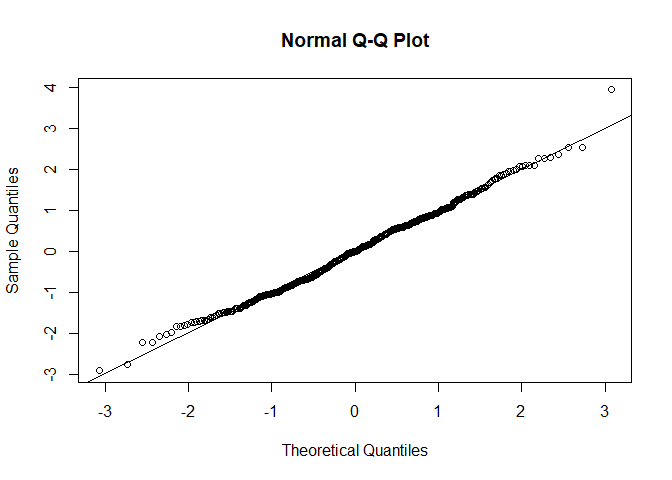 Normal Q-Q Plot
4
3
2
1
0
-1
-2
-3
Sample Quantiles
-3 -2 -1 0 1 2 3
Theoretical Quantiles